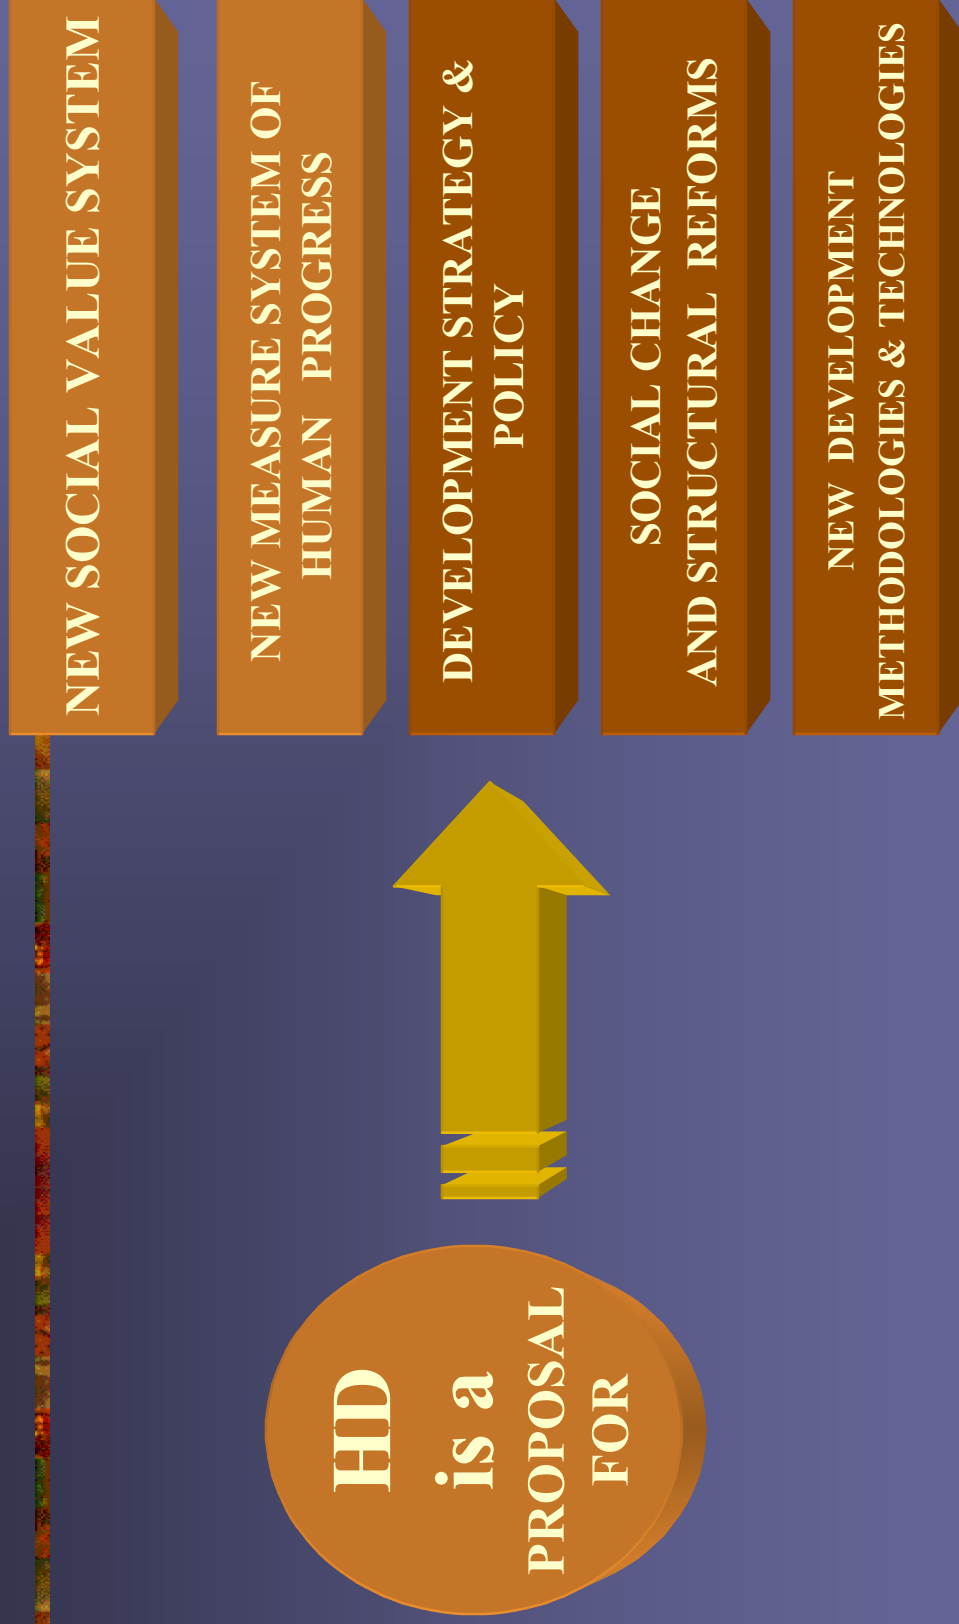 HD
is a
PROPOSAL
FOR
NEW SOCIAL VALUE SYSTEM
NEW MEASURE SYSTEM OF
HUMAN PROGRESS
DEVELOPMENT STRATEGY &
POLICY
SOCIAL CHANGE
AND STRUCTURAL REFORMS
NEW DEVELOPMENT
METHODOLOGIES & TECHNOLOGIES